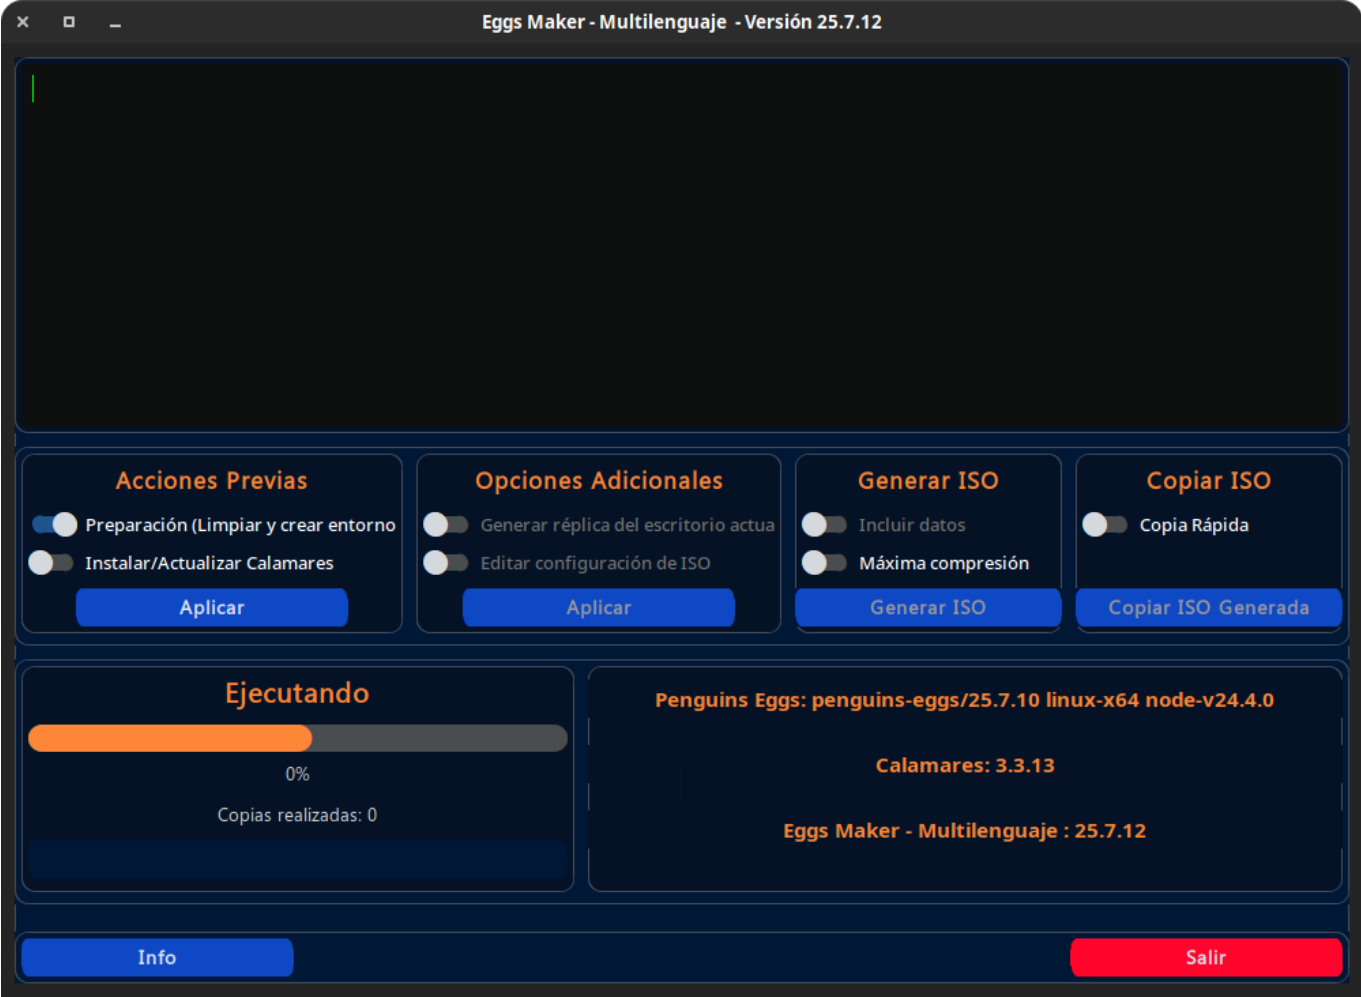 Eggs Maker - Multilenguaje - Versión 25.7.12
Acciones Previas
Preparación (Limpiar y crear entorno
Instalar/Actualizar Calamares
Aplicar
Opciones Adicionales
Generar réplica del escritorio actua
Editar configuración de ISO
Aplicar
Generar ISO
Incluir datos
Máxima compresión
Generar ISO
Copiar ISO
Copia Rápida
Copiar ISO Generada
Ejecutando
0%
Copias realizadas: 0
Penguins Eggs: penguins-eggs/25.7.10 linux-x64 node-v24.4.0
Calamares: 3.3.13
Eggs Maker - Multilenguaje : 25.7.12
Info
Salir